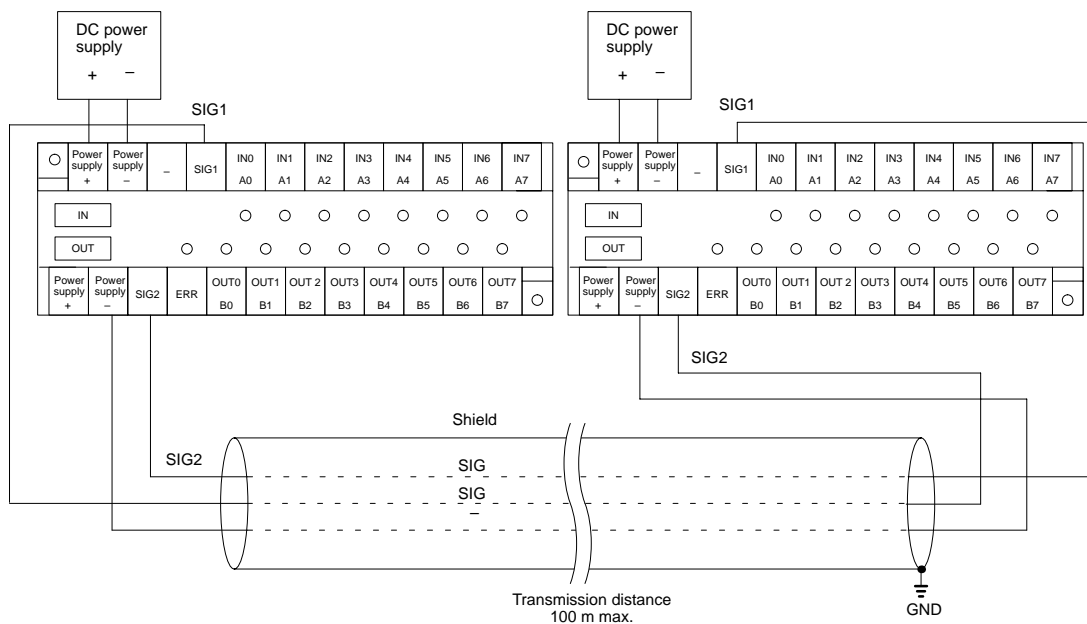 DC power
supply
+ –
SIG1
Power
supply
+
Power
supply
–
–
SIG1
IN0
A0
IN1
A1
IN2
A2
IN3
A3
IN4
A4
IN5
A5
IN6
A6
IN7
A7
IN
OUT
Power
supply
+
Power
supply
–
SIG2
ERR
OUT0
B0
OUT1
B1
OUT 2
B2
OUT3
B3
OUT4
B4
OUT5
B5
OUT6
B6
OUT7
B7
DC power
supply
+ –
SIG1
Power
supply
+
Power
supply
–
–
SIG1
IN0
A0
IN1
A1
IN2
A2
IN3
A3
IN4
A4
IN5
A5
IN6
A6
IN7
A7
IN
OUT
Power
supply
+
Power
supply
–
SIG2
ERR
OUT0
B0
OUT1
B1
OUT 2
B2
OUT3
B3
OUT4
B4
OUT5
B5
OUT6
B6
OUT7
B7
SIG2
Shield
SIG2
SIG
SIG
–
Transmission distance
100 m max.
GND